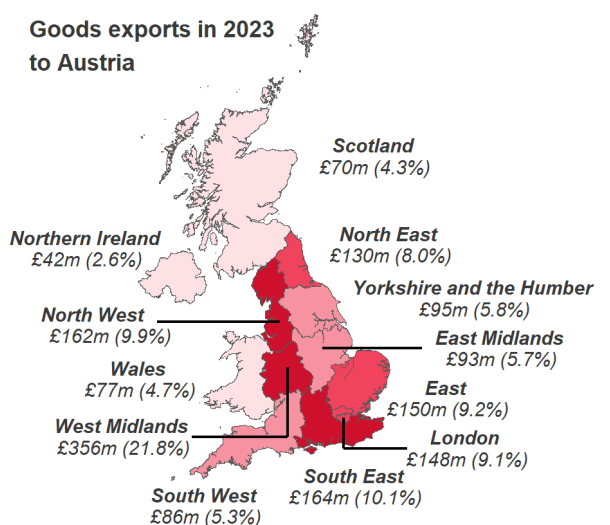 Goods exports in 2023
to Austria
Scotland
£70m (4.3%)
Northern Ireland
£42m (2.6%)
North East
£130m (8.0%)
Yorkshire and the Humber
£95m (5.8%)
North West
£162m (9.9%)
East Midlands
£93m (5.7%)
Wales
£77m (4.7%)
East
£150m (9.2%)
West Midlands
£356m (21.8%)
London
£148m (9.1%)
South East
£164m (10.1%)
South West
£86m (5.3%)